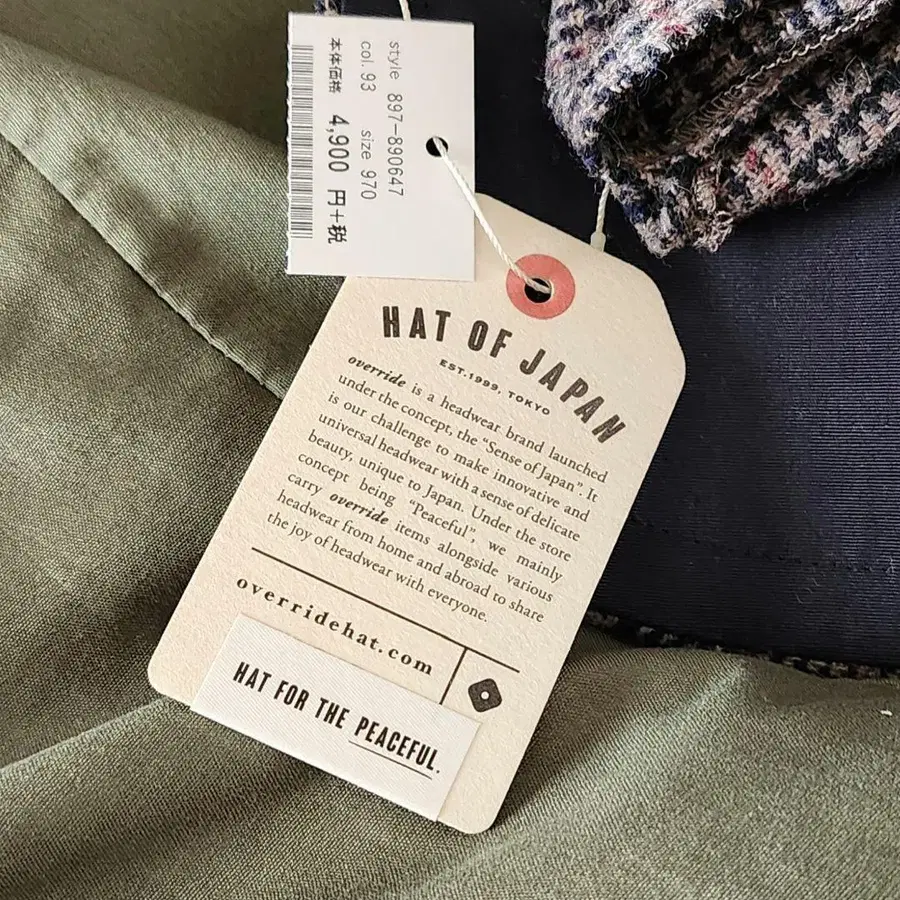 style 897-890647
col. 93 size 970
本体価格 4,900 円+税
HAT OF JAPAN
EST.1999, TOKYO
override is a headwear brand launched
under the concept, the “Sense of Japan”. It
is our challenge to make innovative and
universal headwear with a sense of delicate
beauty, unique to Japan. Under the store
concept being “Peaceful”, we mainly
carry override items alongside various
headwear from home and abroad to share
the joy of headwear with everyone.
overridehat.com
HAT FOR THE PEACEFUL.